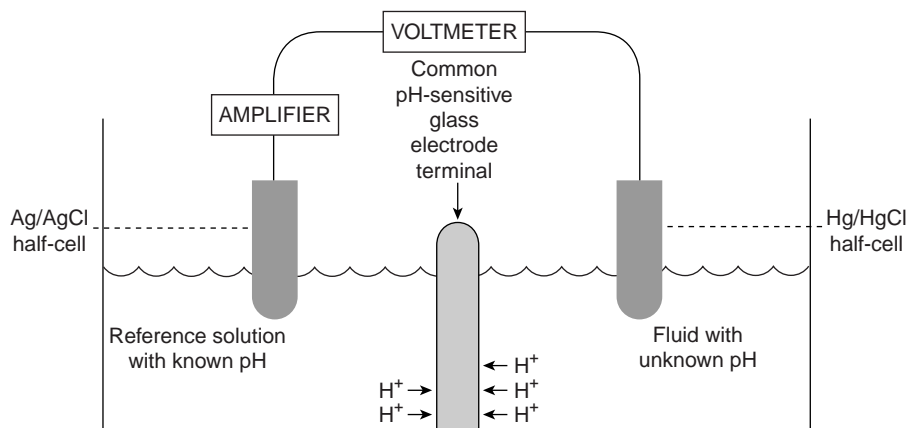 VOLTMETER
Common
pH-sensitive
glass
electrode
terminal
AMPLIFIER
Ag/AgCl
half-cell
Hg/HgCl
half-cell
Reference solution
with known pH
Fluid with
unknown pH
H⁺
H⁺
H⁺
H⁺
H⁺